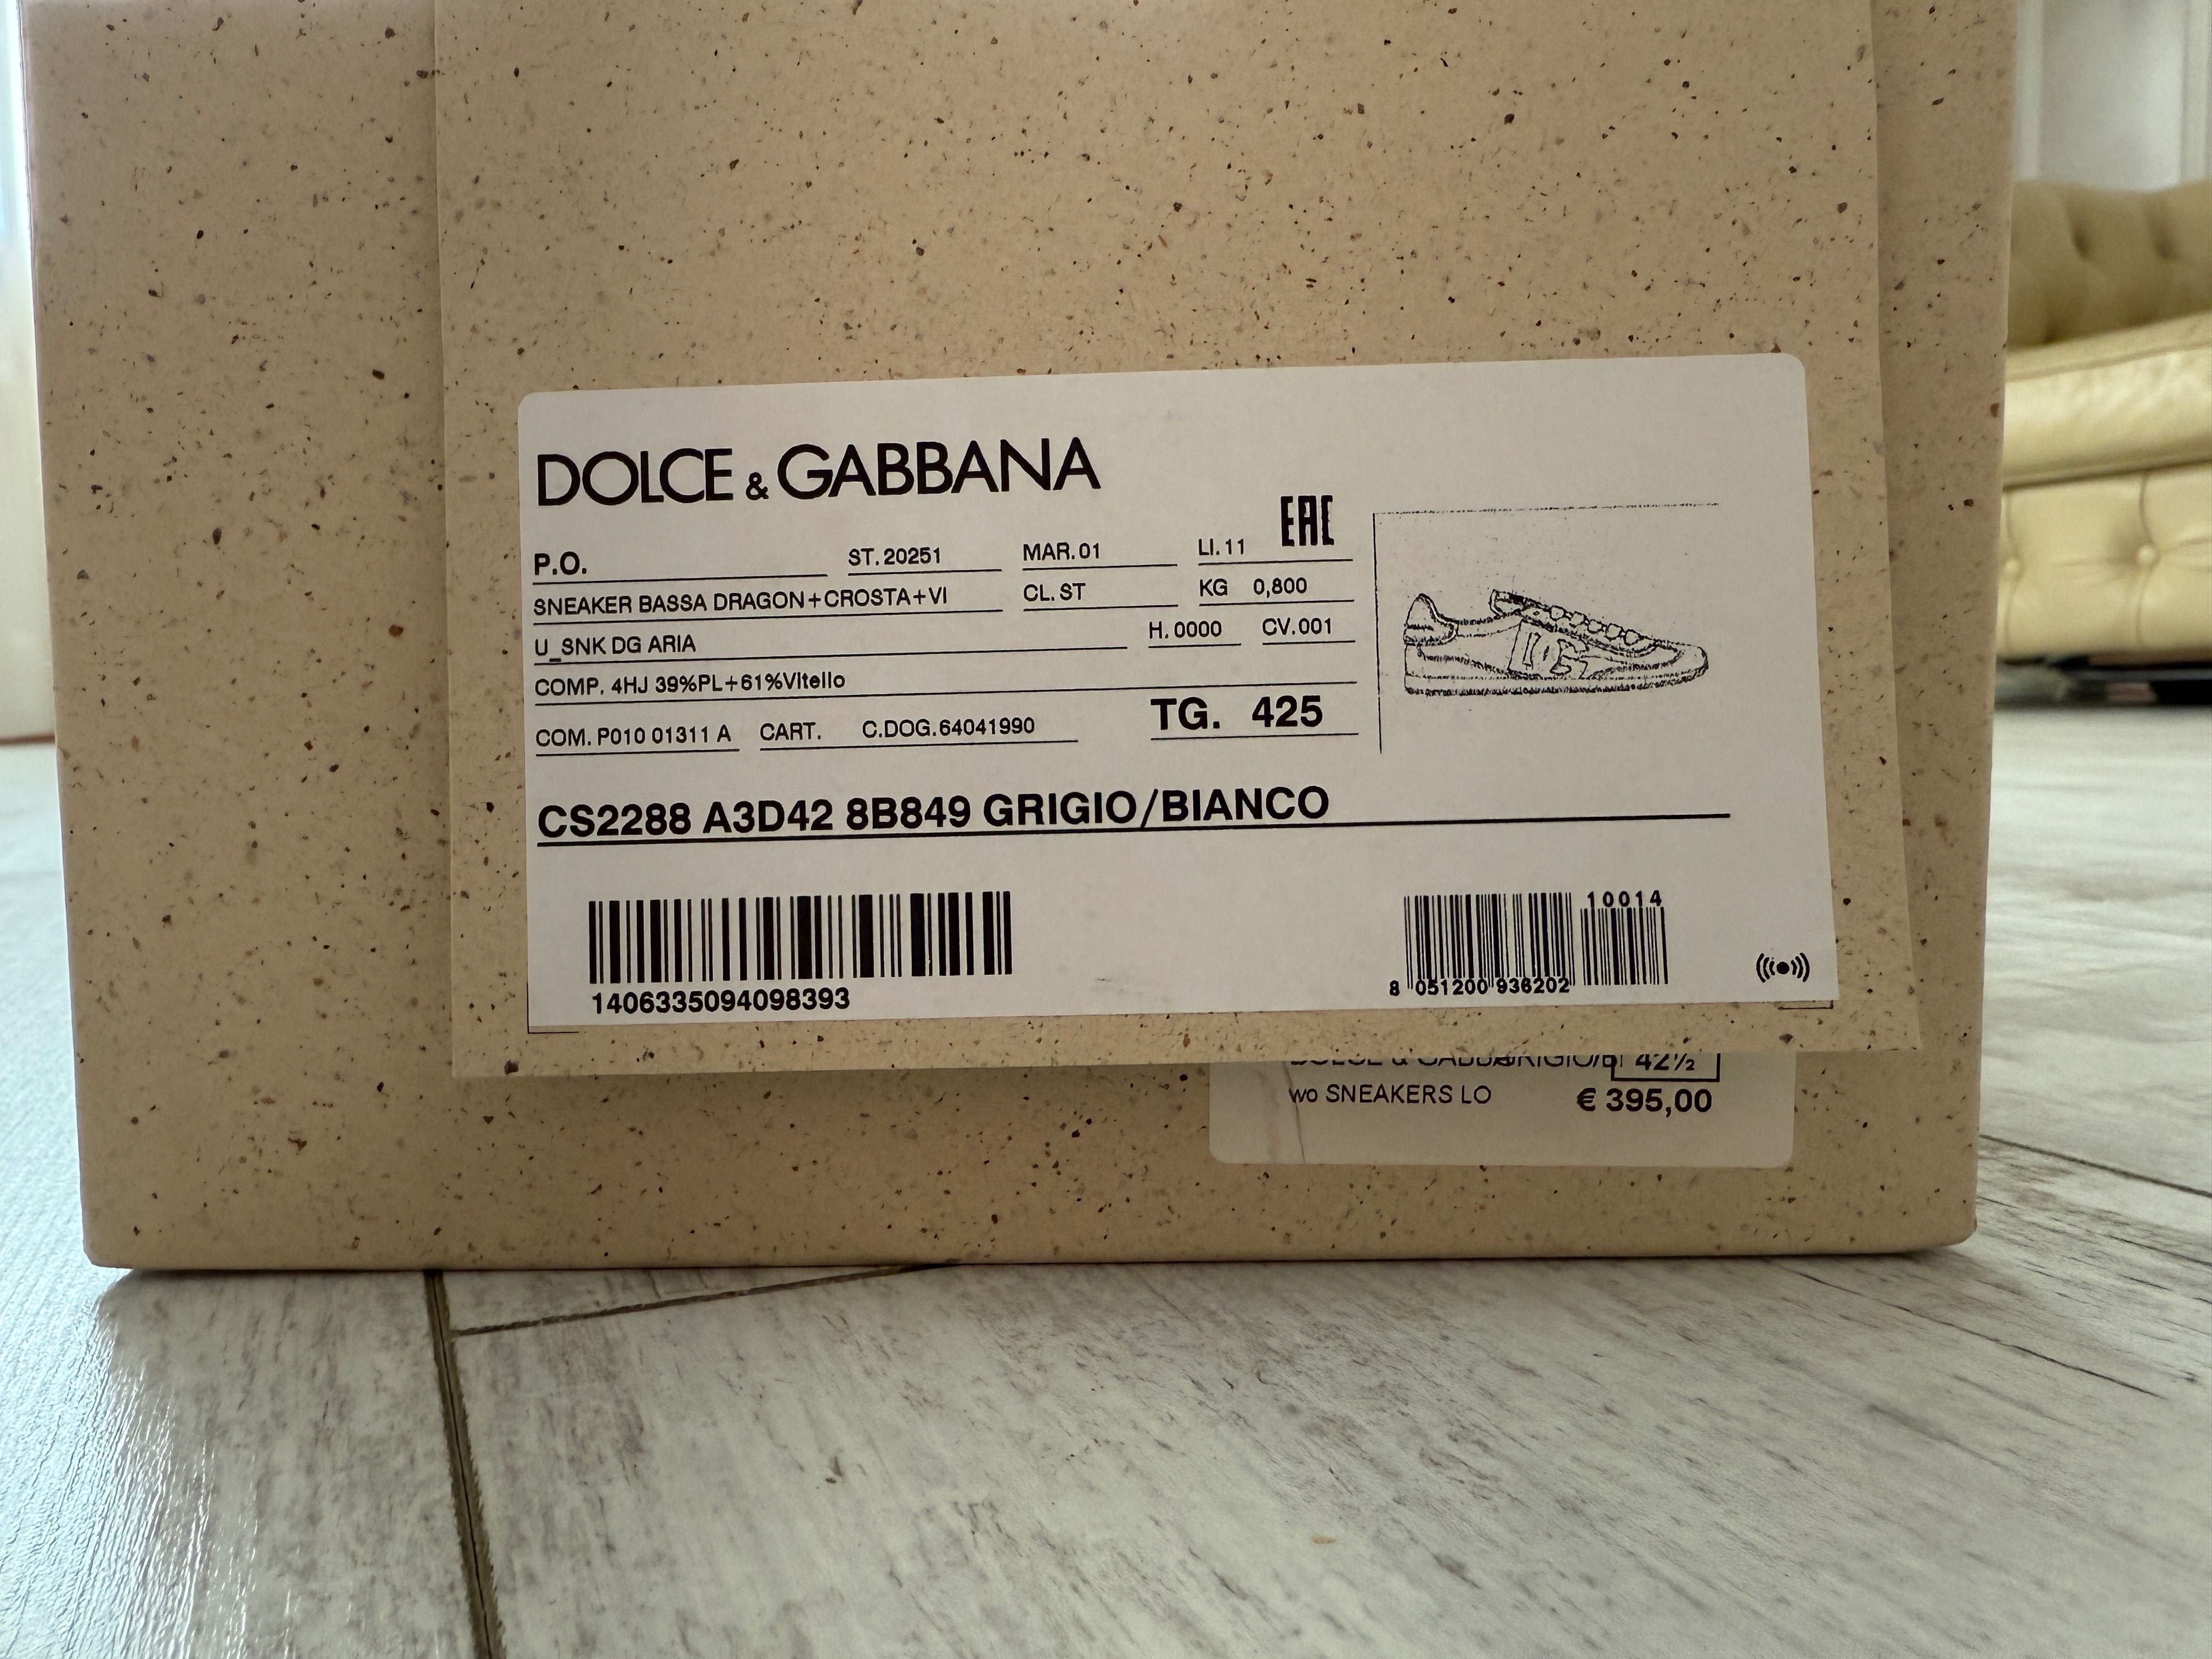 DOLCE & GABBANA
EAC
P.O. ST. 20251 MAR. 01 LI. 11
SNEAKER BASSA DRAGON+CROSTA+VI CL. ST KG 0,800
U_SNK DG ARIA H. 0000 CV. 001
COMP. 4HJ 39%PL+61%Vitello
COM. P010 01311 A CART. C.DOG.64041990 TG. 425
DG
CS2288 A3D42 8B849 GRIGIO/BIANCO
1406335094098393
10014
8 051200 936202
42½
wo SNEAKERS LO € 395,00